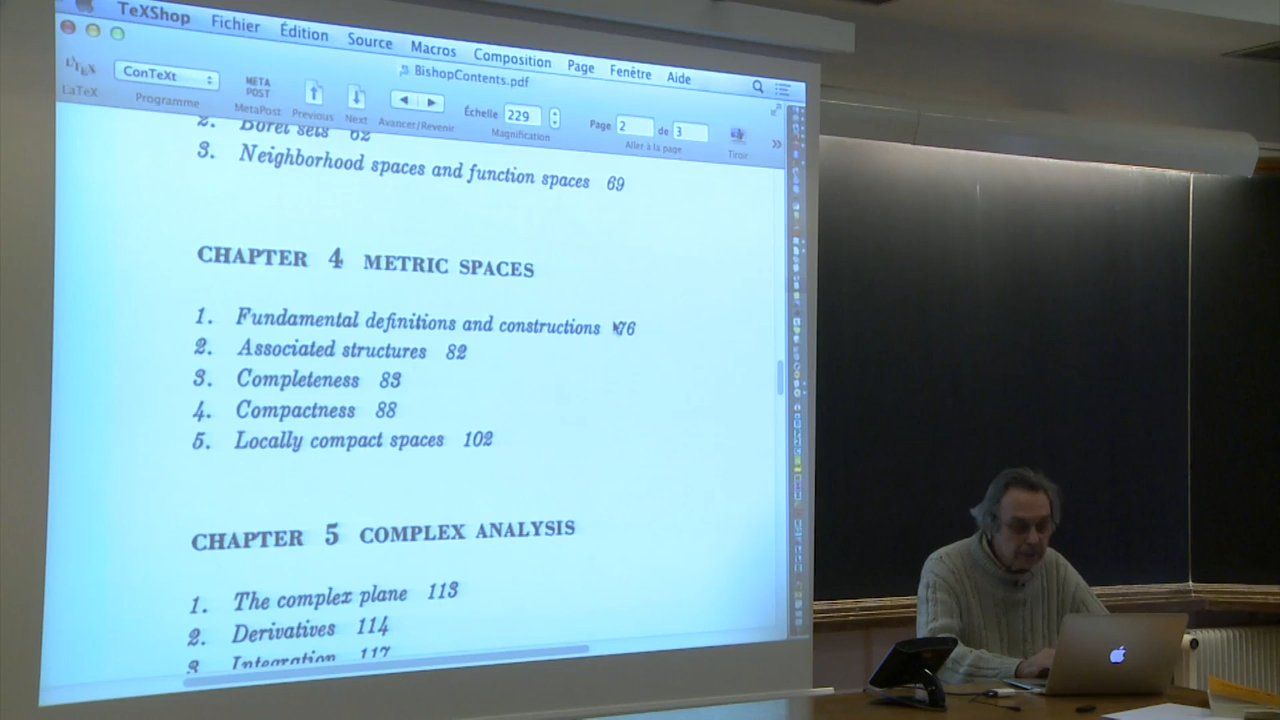 TeXShop Fichier Édition Source Macros Composition Page Fenêtre Aide
BishopContents.pdf
LaTeX ConTeXt Programme META POST MetaPost Previous Next Avancer/Revenir Échelle 229 Magnification Page 2 de 3 Aller à la page Tiroir
2. Borel sets 62
3. Neighborhood spaces and function spaces 69
CHAPTER 4 METRIC SPACES
1. Fundamental definitions and constructions 76
2. Associated structures 82
3. Completeness 83
4. Compactness 88
5. Locally compact spaces 102
CHAPTER 5 COMPLEX ANALYSIS
1. The complex plane 113
2. Derivatives 114
3. Integration 117